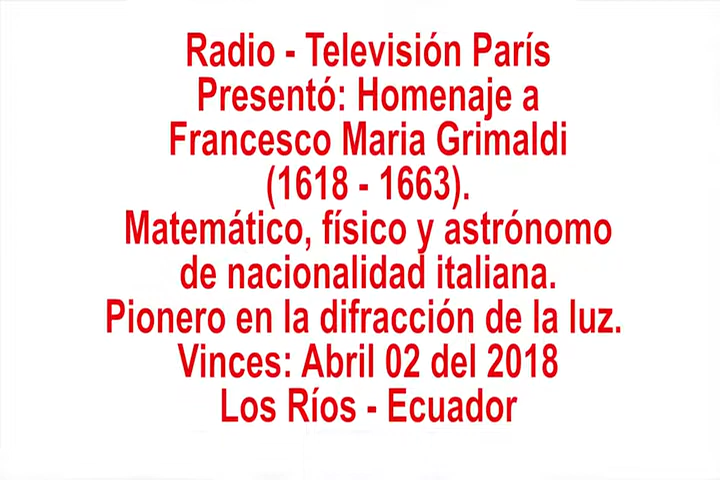 Radio - Televisión París
Presentó: Homenaje a
Francesco Maria Grimaldi
(1618 - 1663).
Matemático, físico y astrónomo
de nacionalidad italiana.
Pionero en la difracción de la luz.
Vinces: Abril 02 del 2018
Los Ríos - Ecuador